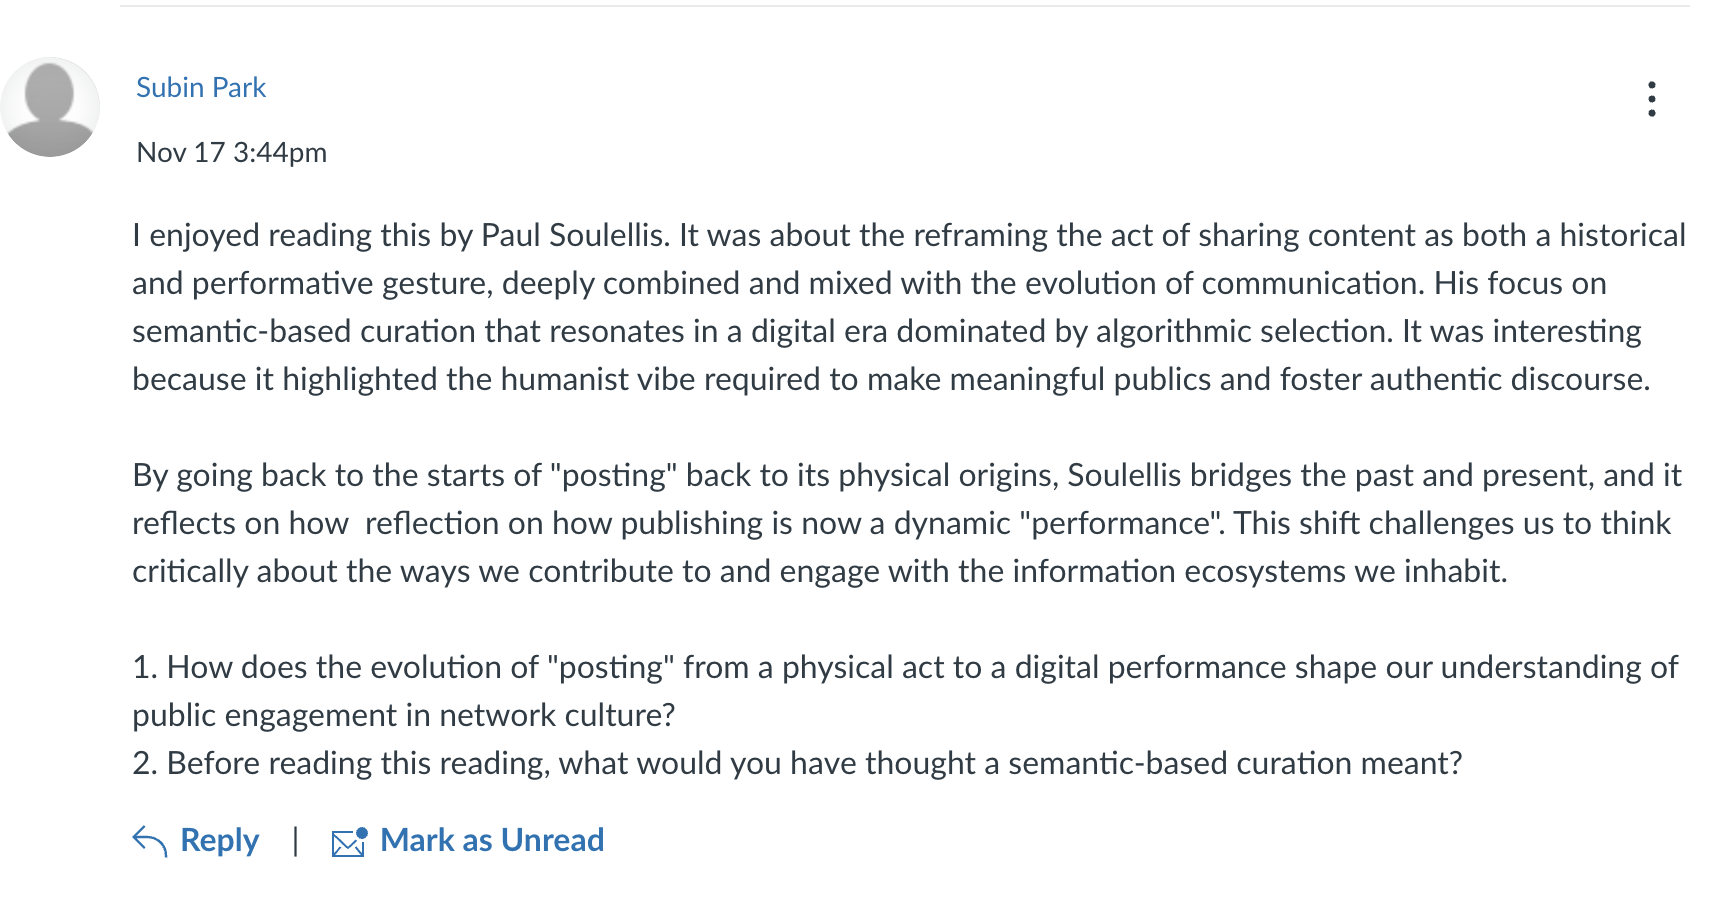 Subin Park
Nov 17 3:44pm
I enjoyed reading this by Paul Soulellis. It was about the reframing the act of sharing content as both a historical
and performative gesture, deeply combined and mixed with the evolution of communication. His focus on
semantic-based curation that resonates in a digital era dominated by algorithmic selection. It was interesting
because it highlighted the humanist vibe required to make meaningful publics and foster authentic discourse.
By going back to the starts of "posting" back to its physical origins, Soulellis bridges the past and present, and it
reflects on how  reflection on how publishing is now a dynamic "performance". This shift challenges us to think
critically about the ways we contribute to and engage with the information ecosystems we inhabit.
1. How does the evolution of "posting" from a physical act to a digital performance shape our understanding of
public engagement in network culture?
2. Before reading this reading, what would you have thought a semantic-based curation meant?
Reply | Mark as Unread